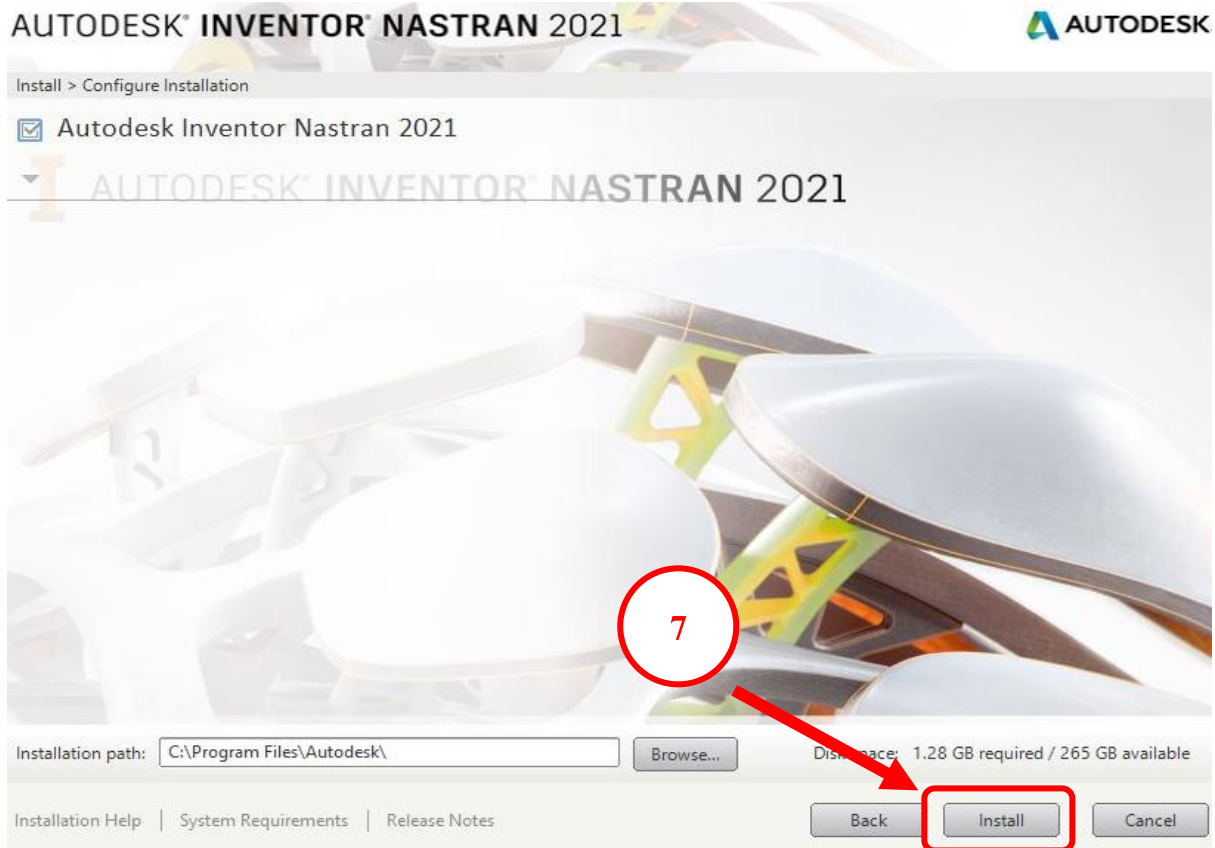 AUTODESK® INVENTOR® NASTRAN 2021
AUTODESK.
Install > Configure Installation
Autodesk Inventor Nastran 2021
AUTODESK® INVENTOR® NASTRAN 2021
7
Installation path: C:\Program Files\Autodesk\ Browse... 1.28 GB required / 265 GB available
Installation Help | System Requirements | Release Notes Back Install Cancel